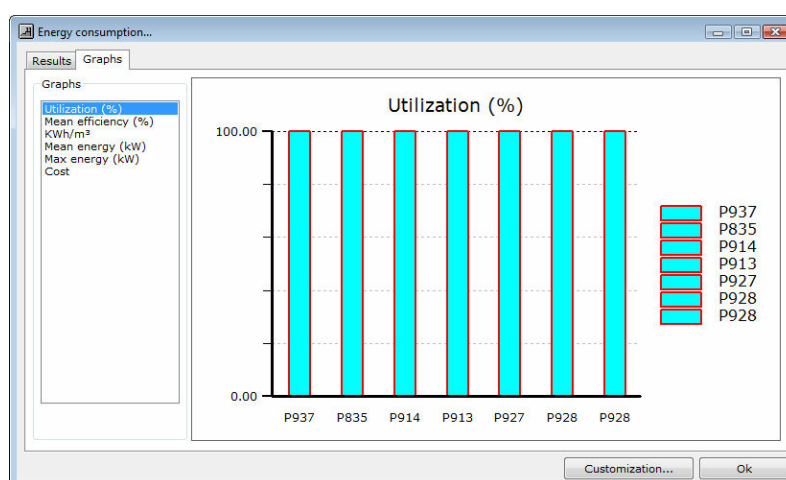 Energy consumption...
Results Graphs
Graphs
Utilization (%)
Mean efficiency (%)
KWh/m³
Mean energy (kW)
Max energy (kW)
Cost
Utilization (%)
100.00
0.00
P937 P835 P914 P913 P927 P928 P928
P937
P835
P914
P913
P927
P928
P928
Customization... Ok